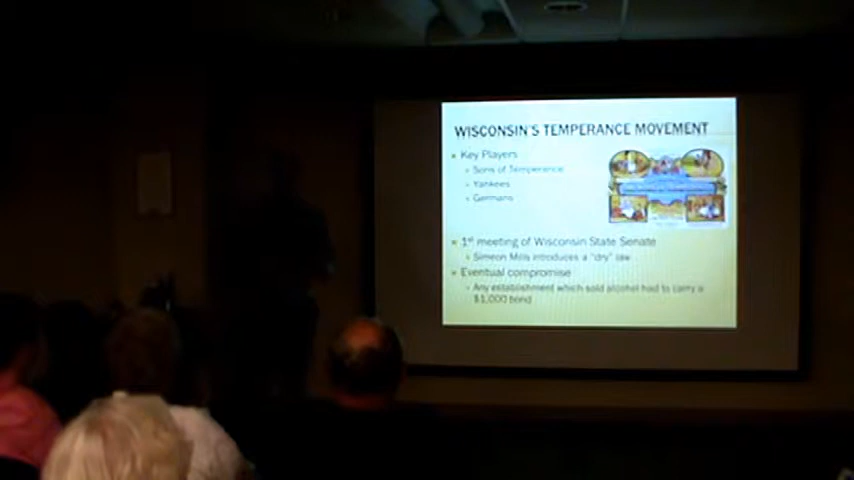 WISCONSIN'S TEMPERANCE MOVEMENT
Key Players
Sons of Temperance
Yankees
Germans
1st meeting of Wisconsin State Senate
Simeon Mills introduces a "dry" law
Eventual compromise
Any establishment which sold alcohol had to carry a
$1,000 bond